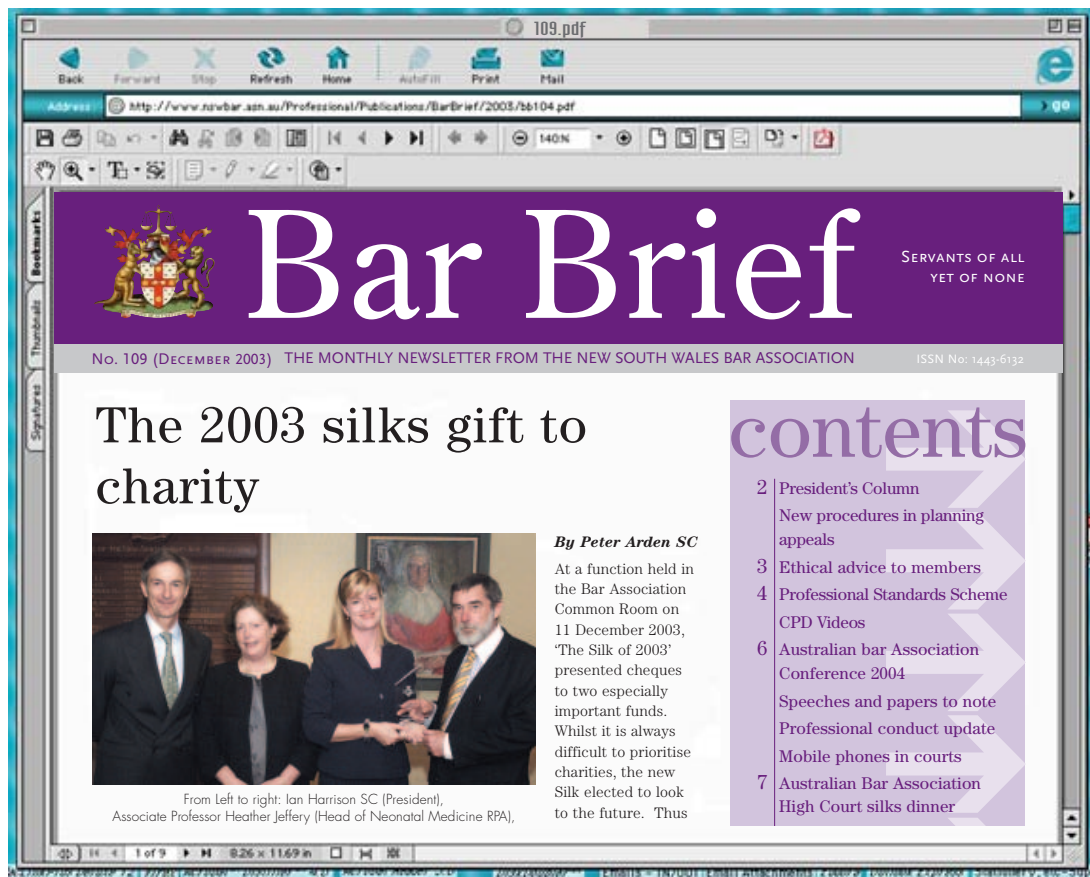 109.pdf
Back Forward Stop Refresh Home AutoFill Print Mail
Address http://www.nswbar.asn.au/Professional/Publications/BarBrief/2003/bb104.pdf go
140%
Bookmarks
Thumbnails
Signatures
Bar Brief
SERVANTS OF ALL
YET OF NONE
NO. 109 (DECEMBER 2003) THE MONTHLY NEWSLETTER FROM THE NEW SOUTH WALES BAR ASSOCIATION ISSN NO: 1443-6132
The 2003 silks gift to
charity
From Left to right: Ian Harrison SC (President),
Associate Professor Heather Jeffery (Head of Neonatal Medicine RPA),
By Peter Arden SC
At a function held in
the Bar Association
Common Room on
11 December 2003,
‘The Silk of 2003’
presented cheques
to two especially
important funds.
Whilst it is always
difficult to prioritise
charities, the new
Silk elected to look
to the future. Thus
contents
2 President’s Column
New procedures in planning
appeals
3 Ethical advice to members
4 Professional Standards Scheme
CPD Videos
6 Australian bar Association
Conference 2004
Speeches and papers to note
Professional conduct update
Mobile phones in courts
7 Australian Bar Association
High Court silks dinner
1 of 9 8.26 x 11.69 in